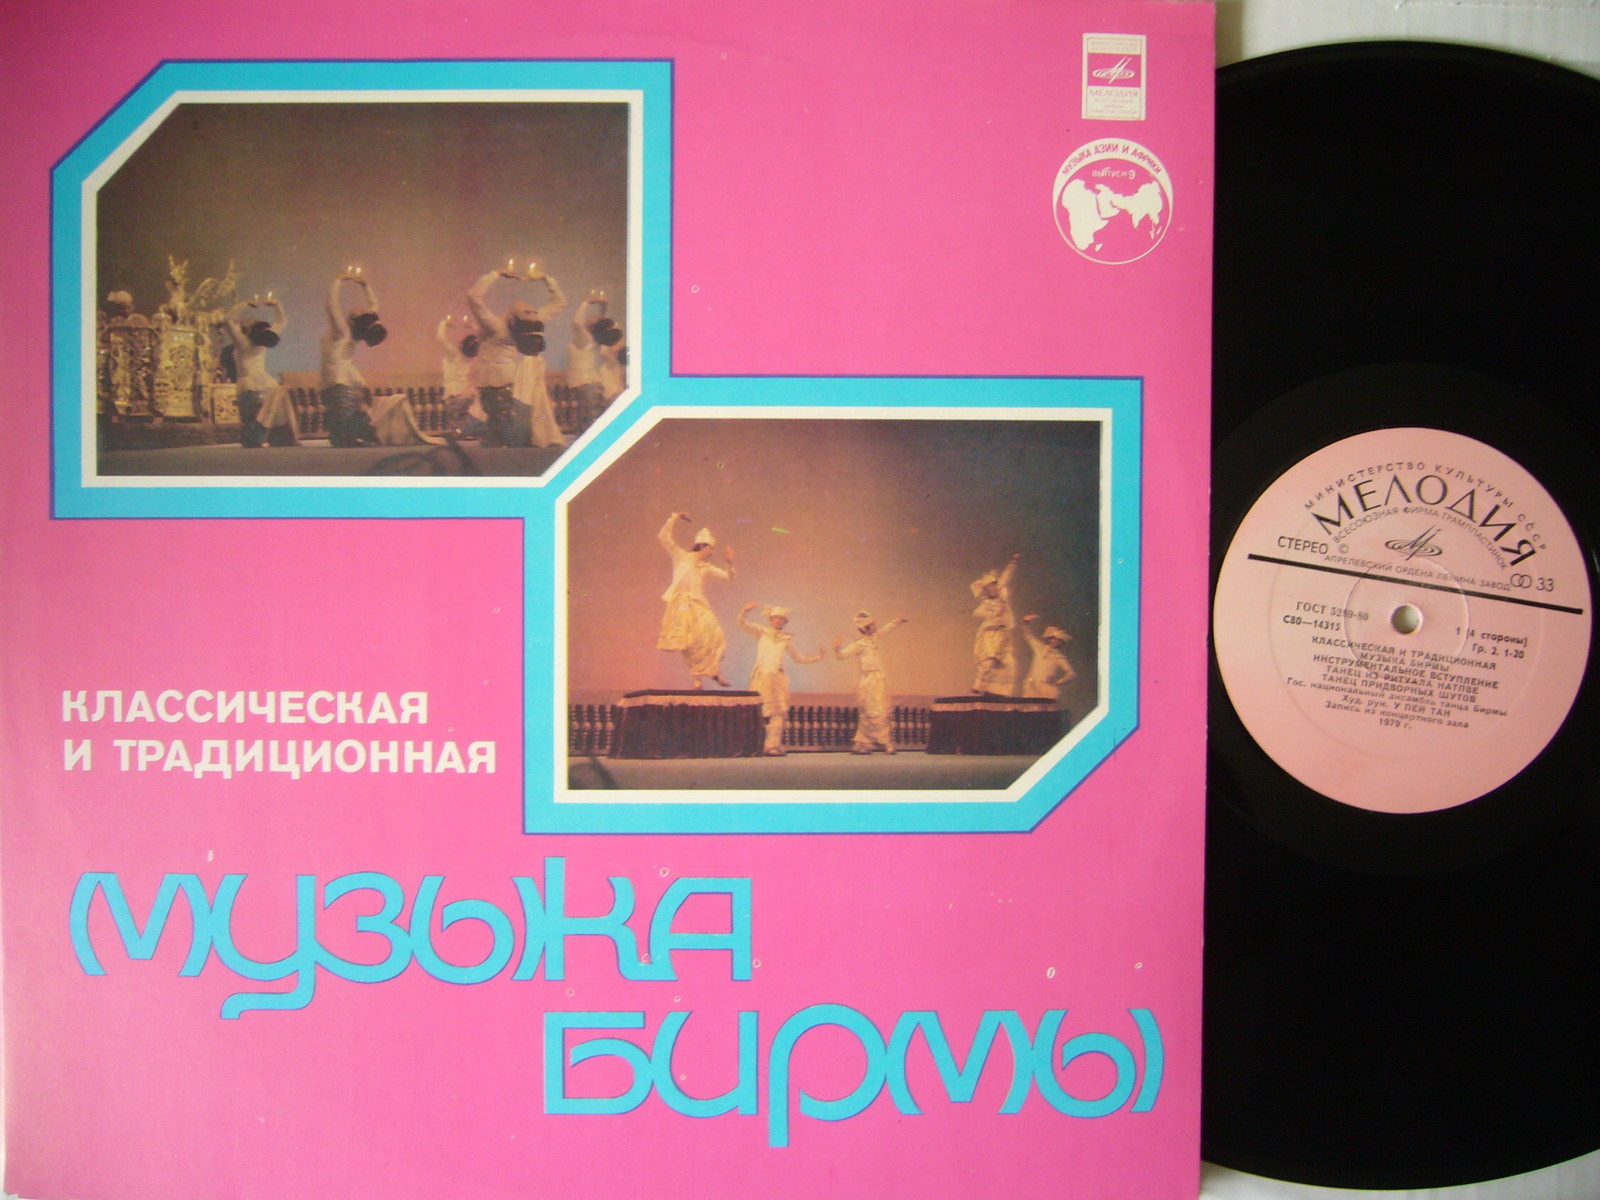 МЕЛОДИЯ
МУЗЫКА АЗИИ И АФРИКИ
выпуск 9
КЛАССИЧЕСКАЯ
И ТРАДИЦИОННАЯ
МУЗЫКА
БИРМЫ
МИНИСТЕРСТВО КУЛЬТУРЫ СССР
МЕЛОДИЯ
ВСЕСОЮЗНАЯ ФИРМА ГРАМПЛАСТИНОК
СТЕРЕО ©
АПРЕЛЕВСКИЙ ОРДЕНА ЛЕНИНА ЗАВОД
33
ГОСТ 5289-80
С80—14315
1 (4 стороны)
Гр. 2. 1-20
КЛАССИЧЕСКАЯ И ТРАДИЦИОННАЯ
МУЗЫКА БИРМЫ
ИНСТРУМЕНТАЛЬНОЕ ВСТУПЛЕНИЕ
ТАНЕЦ ИЗ РИТУАЛА НАТПВЕ
ТАНЕЦ ПРИДВОРНЫХ ШУТОВ
Гос. национальный ансамбль танца Бирмы
Худ. рук. У ПЕЙ ТАН
Запись из концертного зала
1979 г.